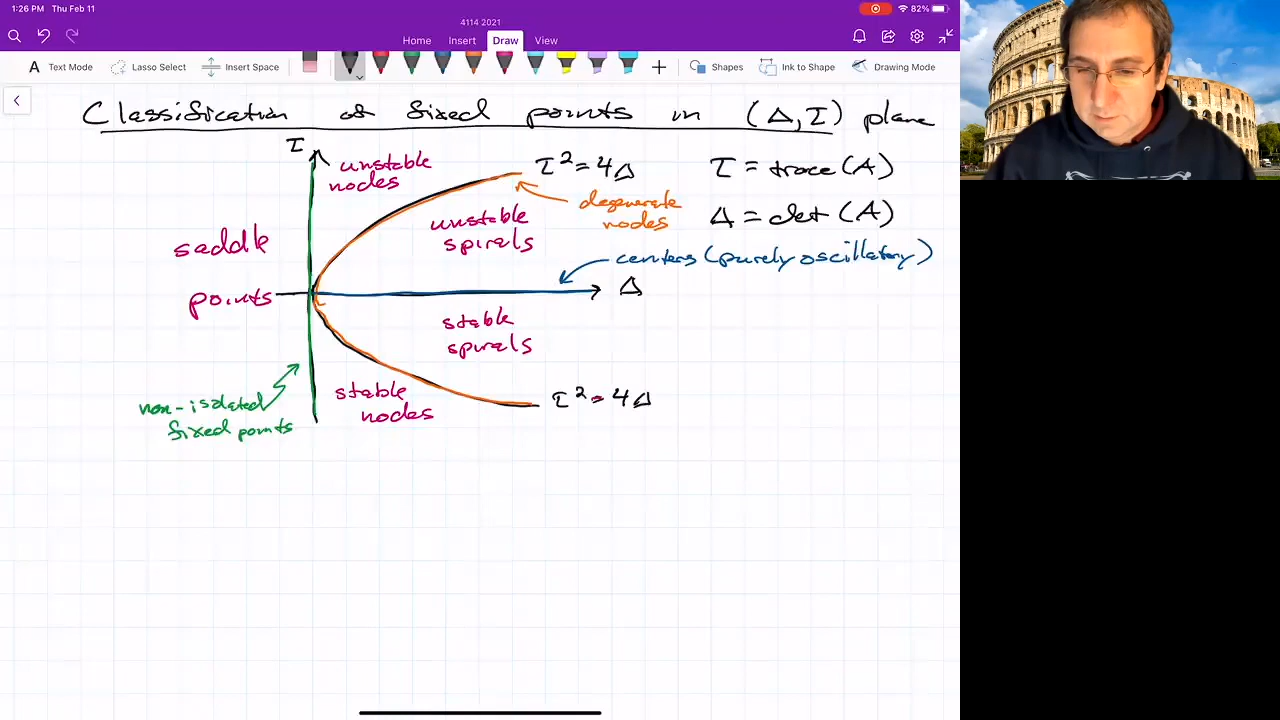 1:26 PM Thu Feb 11
82%
4114 2021
Home Insert Draw View
Text Mode Lasso Select Insert Space Shapes Ink to Shape Drawing Mode
Classification of fixed points in (Δ, τ) plane
τ
unstable
nodes
τ² = 4Δ
τ = trace (A)
degenerate
nodes
Δ = det (A)
unstable
spirals
saddle
points
centers (purely oscillatory)
Δ
stable
spirals
stable
nodes
τ² = 4Δ
non-isolated
fixed points